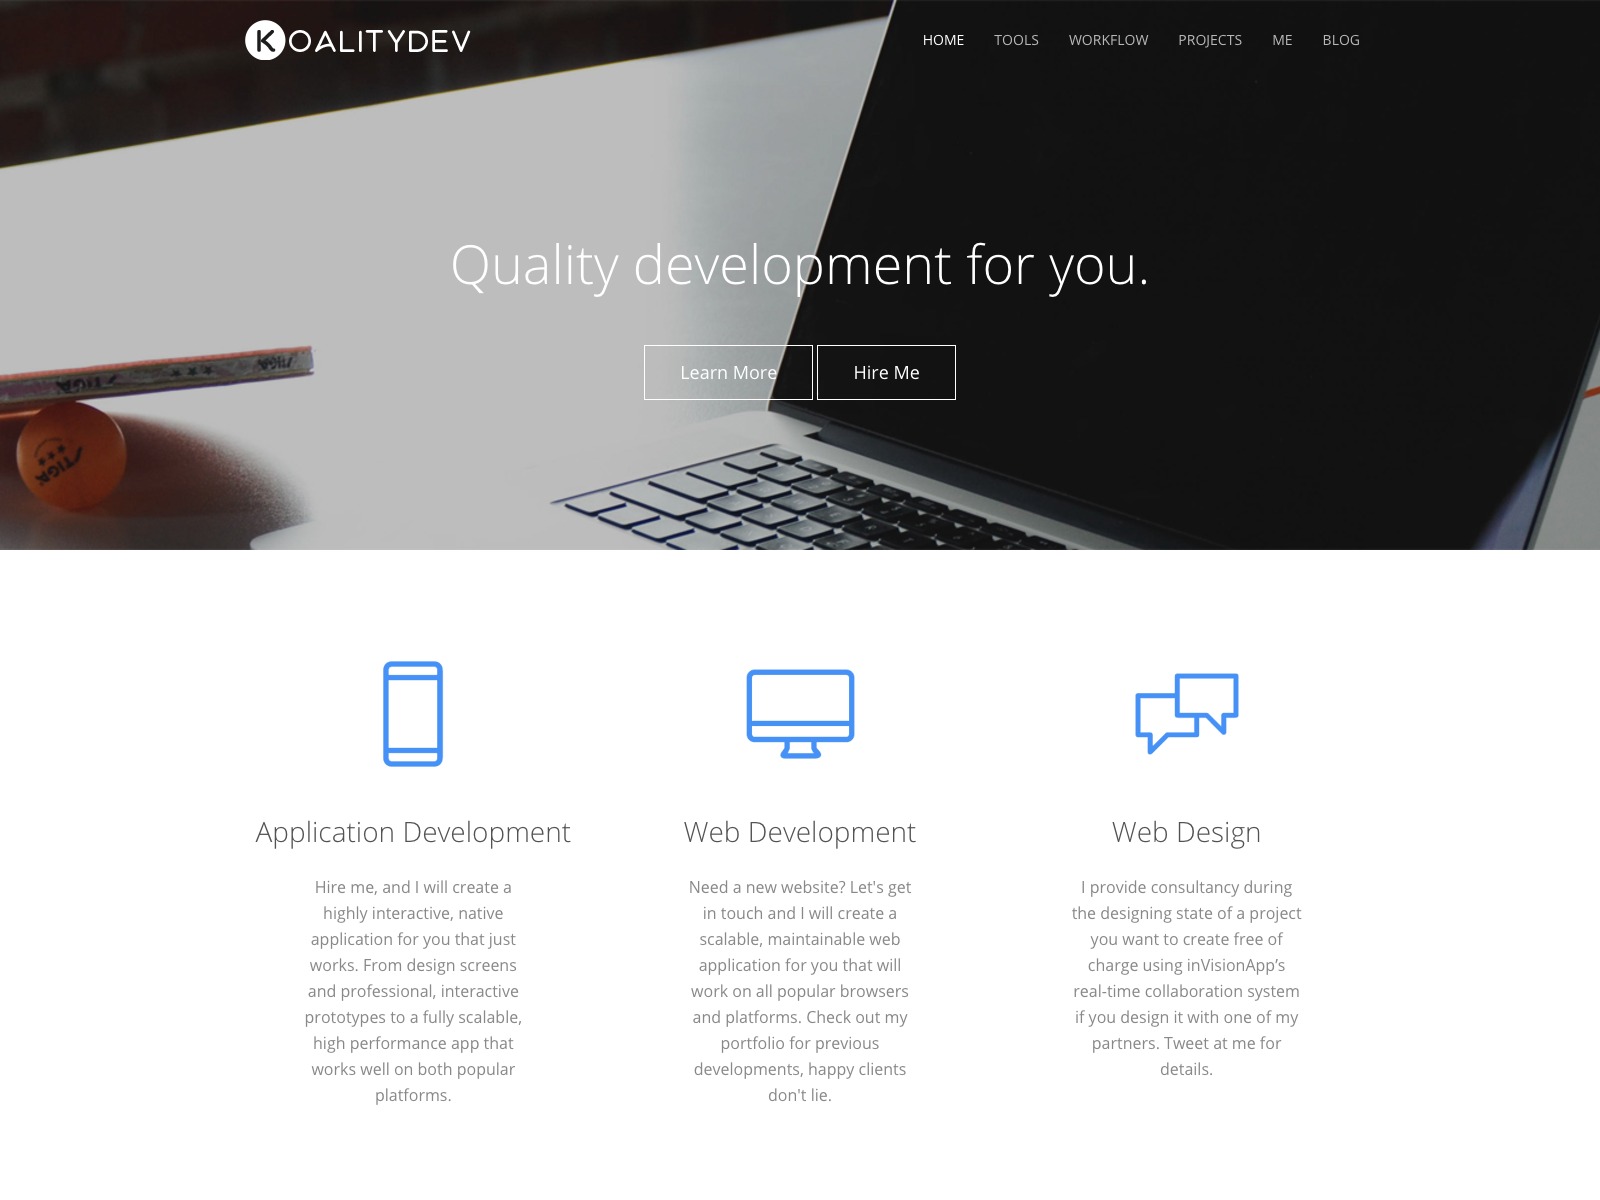 KOALITYDEV
HOME TOOLS WORKFLOW PROJECTS ME BLOG
Quality development for you.
Learn More Hire Me
STIGA
STIGA
STIGA
Application Development
Hire me, and I will create a
highly interactive, native
application for you that just
works. From design screens
and professional, interactive
prototypes to a fully scalable,
high performance app that
works well on both popular
platforms.
Web Development
Need a new website? Let's get
in touch and I will create a
scalable, maintainable web
application for you that will
work on all popular browsers
and platforms. Check out my
portfolio for previous
developments, happy clients
don't lie.
Web Design
I provide consultancy during
the designing state of a project
you want to create free of
charge using inVisionApp’s
real-time collaboration system
if you design it with one of my
partners. Tweet at me for
details.